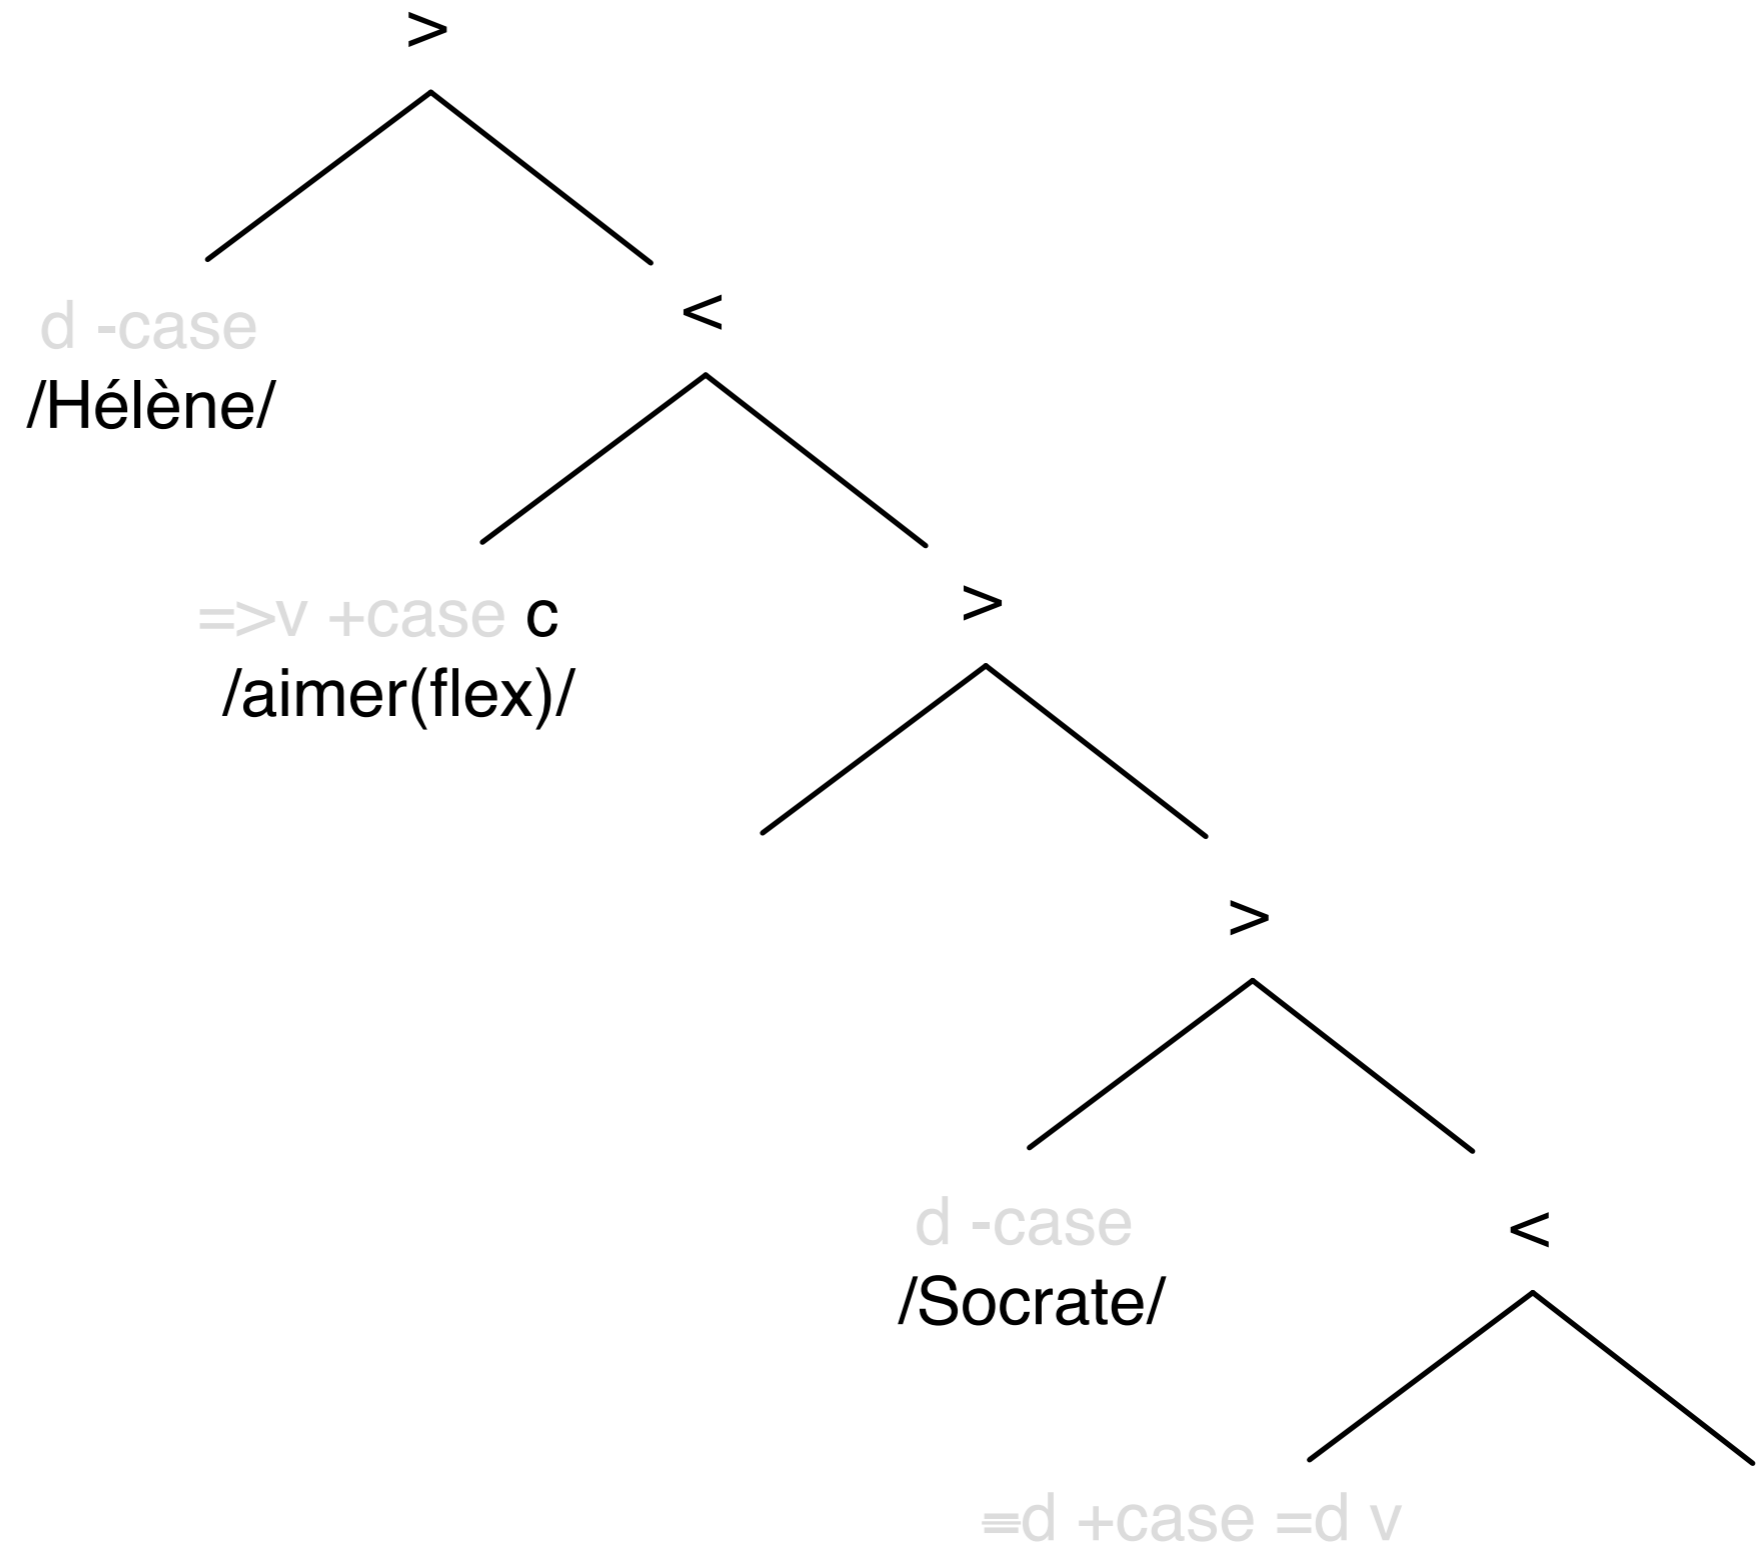 >
d -case
/Hélène/
<
=>v +case c
/aimer(flex)/
>
>
d -case
/Socrate/
<
=d +case =d v